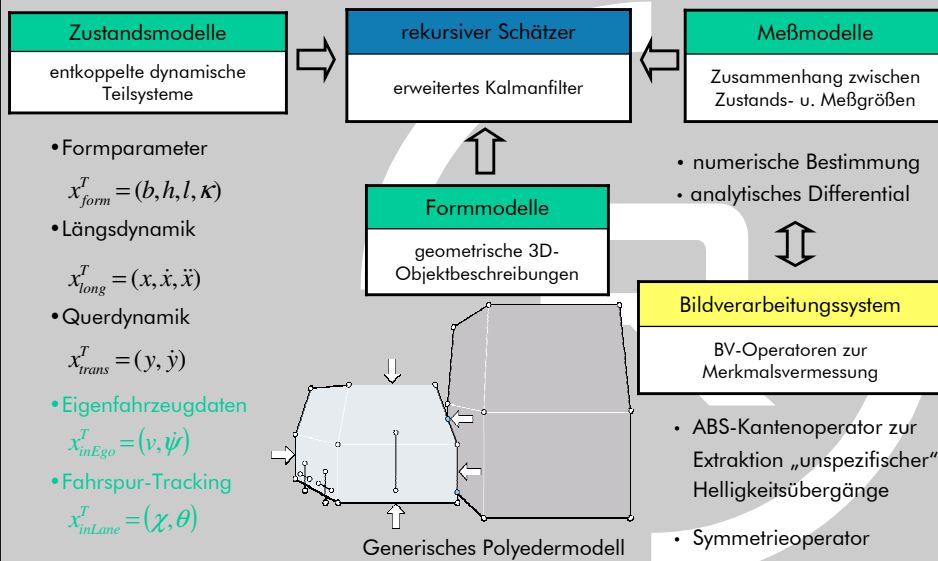 Zustandsmodelle
entkoppelte dynamische
Teilsysteme
rekursiver Schätzer
erweitertes Kalmanfilter
Meßmodelle
Zusammenhang zwischen
Zustands- u. Meßgrößen
•Formparameter
x^T_form = (b, h, l, κ)
•Längsdynamik
x^T_long = (x, ẋ, ẍ)
•Querdynamik
x^T_trans = (y, ẏ)
•Eigenfahrzeugdaten
x^T_inEgo = (v, ψ̇)
•Fahrspur-Tracking
x^T_inLane = (χ, θ)
Formmodelle
geometrische 3D-
Objektbeschreibungen
Generisches Polyedermodell
• numerische Bestimmung
• analytisches Differential
Bildverarbeitungssystem
BV-Operatoren zur
Merkmalsvermessung
• ABS-Kantenoperator zur
Extraktion „unspezifischer“
Helligkeitsübergänge
• Symmetrieoperator